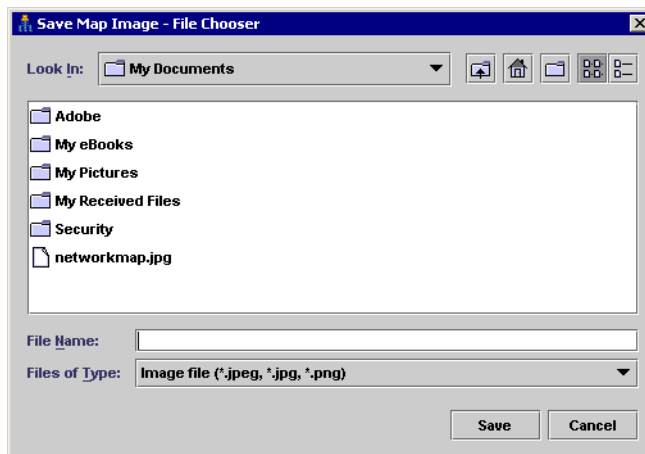 Save Map Image - File Chooser
Look In: My Documents
Adobe
My eBooks
My Pictures
My Received Files
Security
networkmap.jpg
File Name:
Files of Type: Image file (*.jpeg, *.jpg, *.png)
Save Cancel